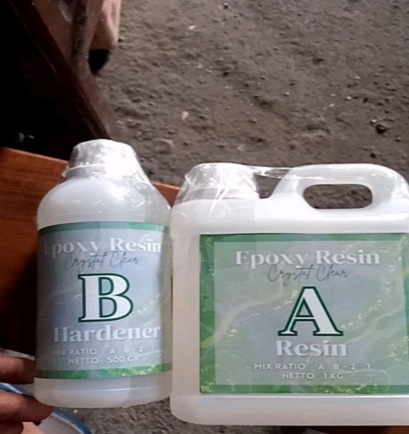 Epoxy Resin
Crystal Clear
B
Hardener
MIX RATIO A B - 2
NETTO 500 GR
Epoxy Resin
Crystal Clear
A
Resin
MIX RATIO A B - 2 1
NETTO 1 KG